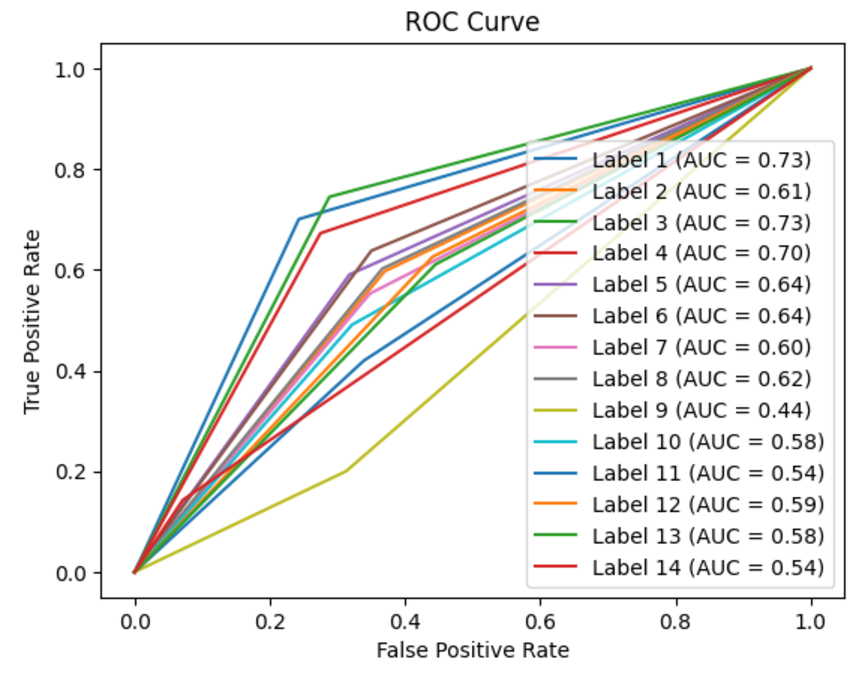 ROC Curve
True Positive Rate
1.0
0.8
0.6
0.4
0.2
0.0
Label 1 (AUC = 0.73)
Label 2 (AUC = 0.61)
Label 3 (AUC = 0.73)
Label 4 (AUC = 0.70)
Label 5 (AUC = 0.64)
Label 6 (AUC = 0.64)
Label 7 (AUC = 0.60)
Label 8 (AUC = 0.62)
Label 9 (AUC = 0.44)
Label 10 (AUC = 0.58)
Label 11 (AUC = 0.54)
Label 12 (AUC = 0.59)
Label 13 (AUC = 0.58)
Label 14 (AUC = 0.54)
0.0 0.2 0.4 0.6 0.8 1.0
False Positive Rate